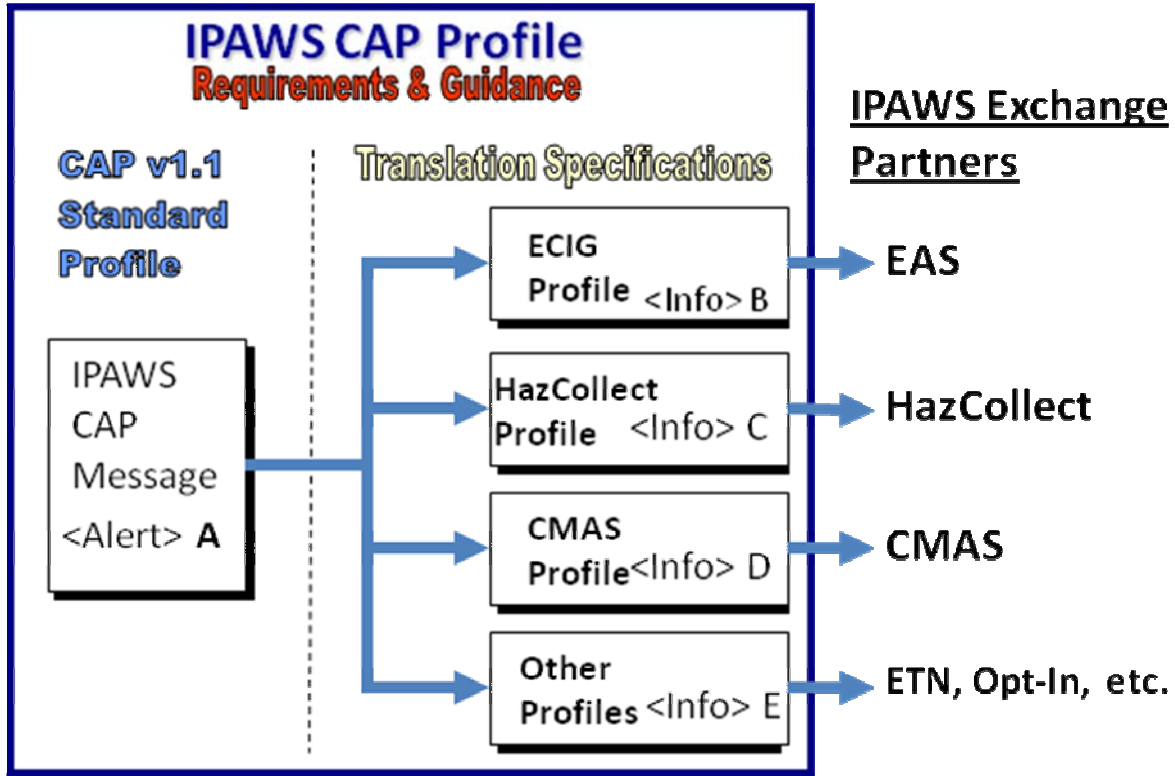 IPAWS CAP Profile
Requirements & Guidance
CAP v1.1
Standard
Profile
Translation Specifications
IPAWS Exchange
Partners
IPAWS
CAP
Message
<Alert> A
ECIG
Profile <Info> B
EAS
HazCollect
Profile <Info> C
HazCollect
CMAS
Profile <Info> D
CMAS
Other
Profiles <Info> E
ETN, Opt-In, etc.